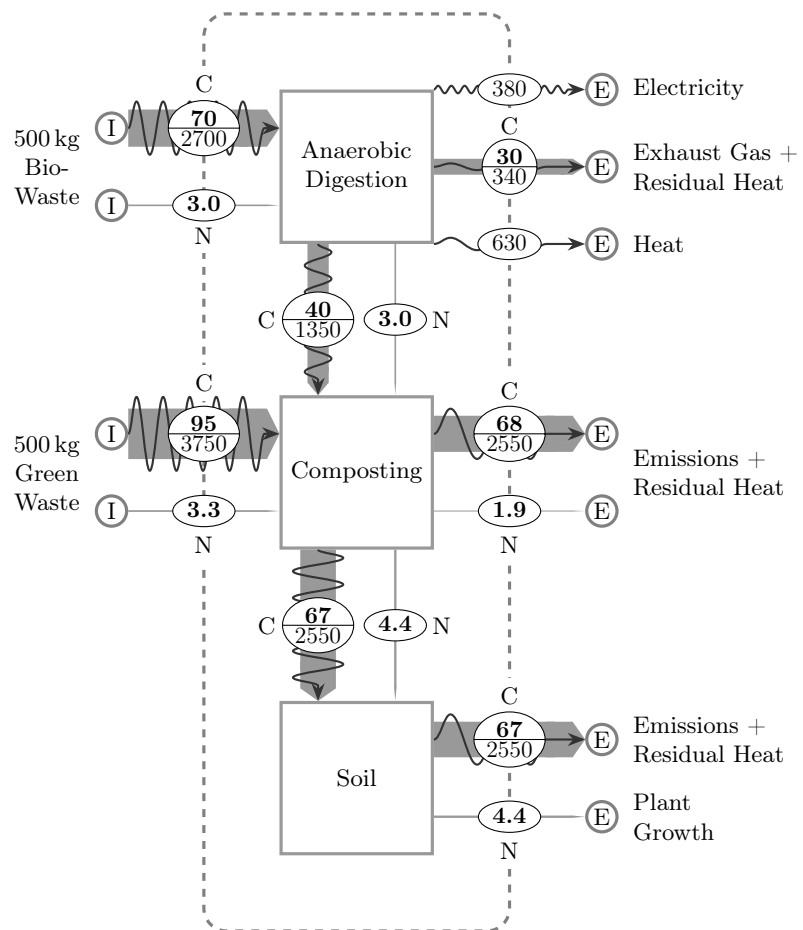 C
70
2700
I
500 kg
Bio-
Waste
I
3.0
N
Anaerobic
Digestion
380
E
Electricity
C
30
340
E
Exhaust Gas +
Residual Heat
630
E
Heat
C
40
1350
3.0
N
C
95
3750
I
500 kg
Green
Waste
I
3.3
N
Composting
C
68
2550
E
Emissions +
Residual Heat
1.9
E
N
C
67
2550
4.4
N
Soil
C
67
2550
E
Emissions +
Residual Heat
4.4
E
Plant
Growth
N